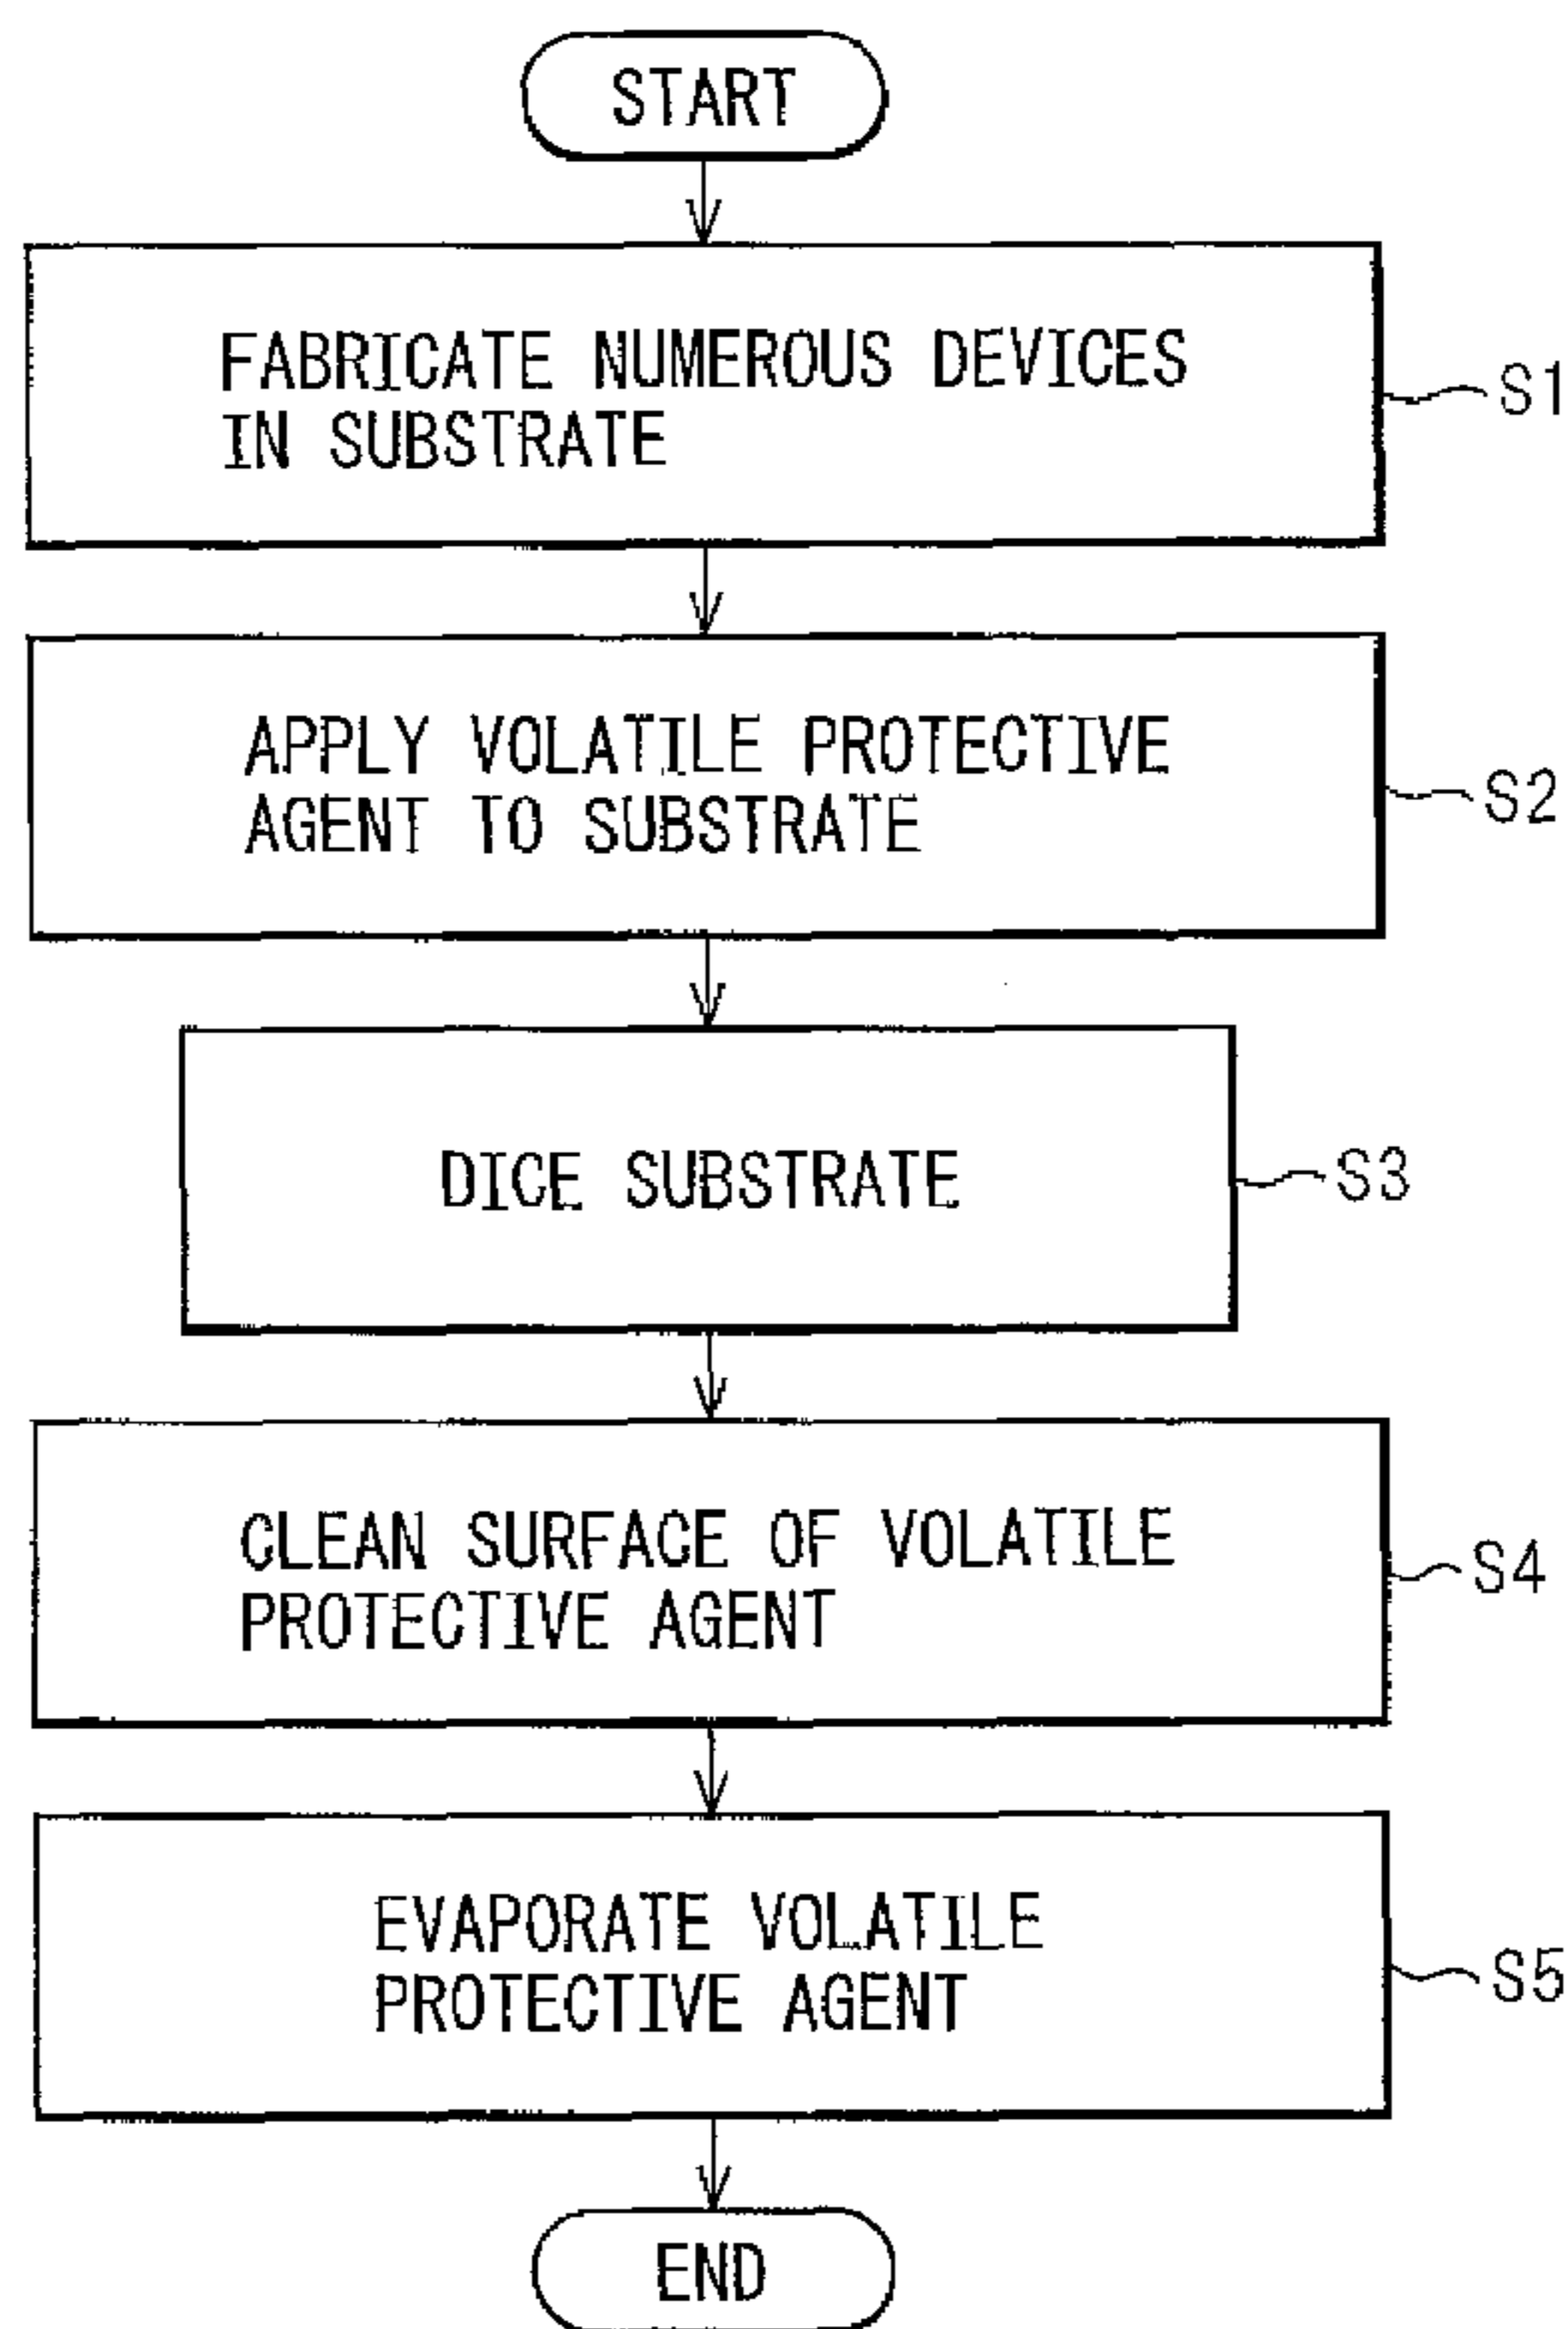 START
FABRICATE NUMEROUS DEVICES
IN SUBSTRATE
S1
APPLY VOLATILE PROTECTIVE
AGENT TO SUBSTRATE
S2
DICE SUBSTRATE
S3
CLEAN SURFACE OF VOLATILE
PROTECTIVE AGENT
S4
EVAPORATE VOLATILE
PROTECTIVE AGENT
S5
END